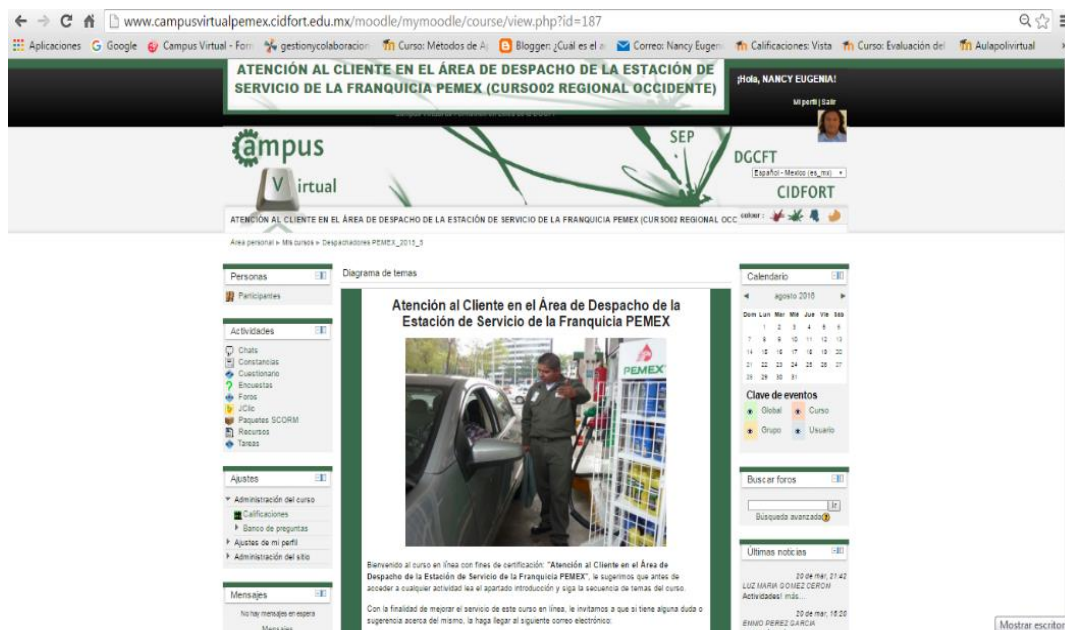 www.campusvirtualpemex.cidfort.edu.mx/moodle/mymoodle/course/view.php?id=187
Aplicaciones Google Campus Virtual - Form gestionycolaboracion Curso: Métodos de A Blogger: ¿Cuál es el a Correo: Nancy Eugen Calificaciones: Vista Curso: Evaluación del Aulapolivirtual
ATENCIÓN AL CLIENTE EN EL ÁREA DE DESPACHO DE LA ESTACIÓN DE
SERVICIO DE LA FRANQUICIA PEMEX (CURSO02 REGIONAL OCCIDENTE)
¡Hola, NANCY EUGENIA!
Mi perfil | Salir
Campus Virtual
SEP
DGCFT
Español - Mexico (es_mx)
CIDFORT
ATENCIÓN AL CLIENTE EN EL ÁREA DE DESPACHO DE LA ESTACIÓN DE SERVICIO DE LA FRANQUICIA PEMEX (CURSO02 REGIONAL OCC
colour :
Área personal ► Mis cursos ► Despachadores PEMEX_2013_5
Personas
Participantes
Actividades
Chats
Constancias
Cuestionario
Encuestas
Foros
JClic
Paquetes SCORM
Recursos
Tareas
Ajustes
Administración del curso
Calificaciones
Banco de preguntas
Ajustes de mi perfil
Administración del sitio
Mensajes
No hay mensajes en espera
Mensajes
Diagrama de temas
Atención al Cliente en el Área de Despacho de la
Estación de Servicio de la Franquicia PEMEX
PEMEX
Bienvenido al curso en línea con fines de certificación: "Atención al Cliente en el Área de
Despacho de la Estación de Servicio de la Franquicia PEMEX", le sugerimos que antes de
acceder a cualquier actividad lea el apartado introducción y siga la secuencia de temas del curso.
Con la finalidad de mejorar el servicio de este curso en línea, le invitamos a que si tiene alguna duda o
sugerencia acerca del mismo, la haga llegar al siguiente correo electrónico:
Calendario
◄ agosto 2016 ►
Dom Lun Mar Mié Jue Vie Sáb
1 2 3 4 5 6
7 8 9 10 11 12 13
14 15 16 17 18 19 20
21 22 23 24 25 26 27
28 29 30 31
Clave de eventos
Global Curso
Grupo Usuario
Buscar foros
Ir
Búsqueda avanzada
Últimas noticias
20 de mar, 21:42
LUZ MARIA GOMEZ CERON
Actividades! más...
20 de mar, 15:28
ENMO PEREZ GARCIA
Mostrar escritor